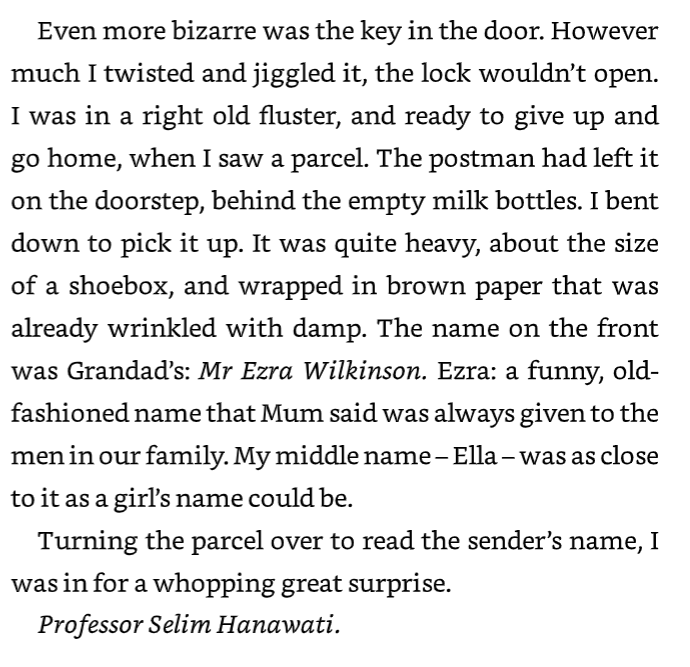 Even more bizarre was the key in the door. However
much I twisted and jiggled it, the lock wouldn’t open.
I was in a right old fluster, and ready to give up and
go home, when I saw a parcel. The postman had left it
on the doorstep, behind the empty milk bottles. I bent
down to pick it up. It was quite heavy, about the size
of a shoebox, and wrapped in brown paper that was
already wrinkled with damp. The name on the front
was Grandad’s: Mr Ezra Wilkinson. Ezra: a funny, old-
fashioned name that Mum said was always given to the
men in our family. My middle name – Ella – was as close
to it as a girl’s name could be.
Turning the parcel over to read the sender’s name, I
was in for a whopping great surprise.
Professor Selim Hanawati.